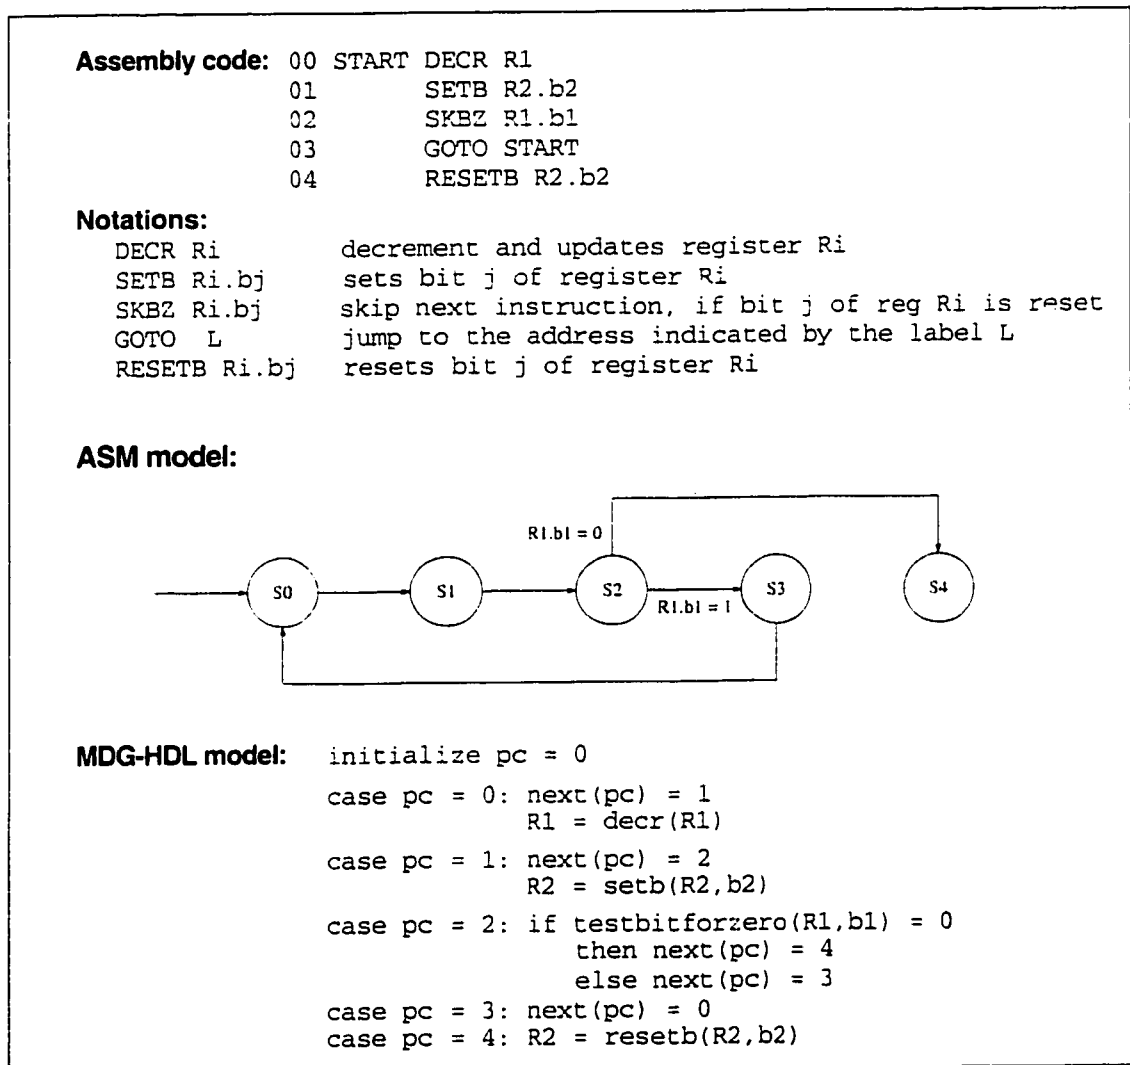 Assembly code: 00 START DECR R1
01 SETB R2.b2
02 SKBZ R1.b1
03 GOTO START
04 RESETB R2.b2
Notations:
DECR Ri decrement and updates register Ri
SETB Ri.bj sets bit j of register Ri
SKBZ Ri.bj skip next instruction, if bit j of reg Ri is reset
GOTO L jump to the address indicated by the label L
RESETB Ri.bj resets bit j of register Ri
ASM model:
R1.b1 = 0
S0 S1 S2 S3 S4
R1.b1 = 1
MDG-HDL model: initialize pc = 0
case pc = 0: next(pc) = 1
R1 = decr(R1)
case pc = 1: next(pc) = 2
R2 = setb(R2,b2)
case pc = 2: if testbitforzero(R1,b1) = 0
then next(pc) = 4
else next(pc) = 3
case pc = 3: next(pc) = 0
case pc = 4: R2 = resetb(R2,b2)